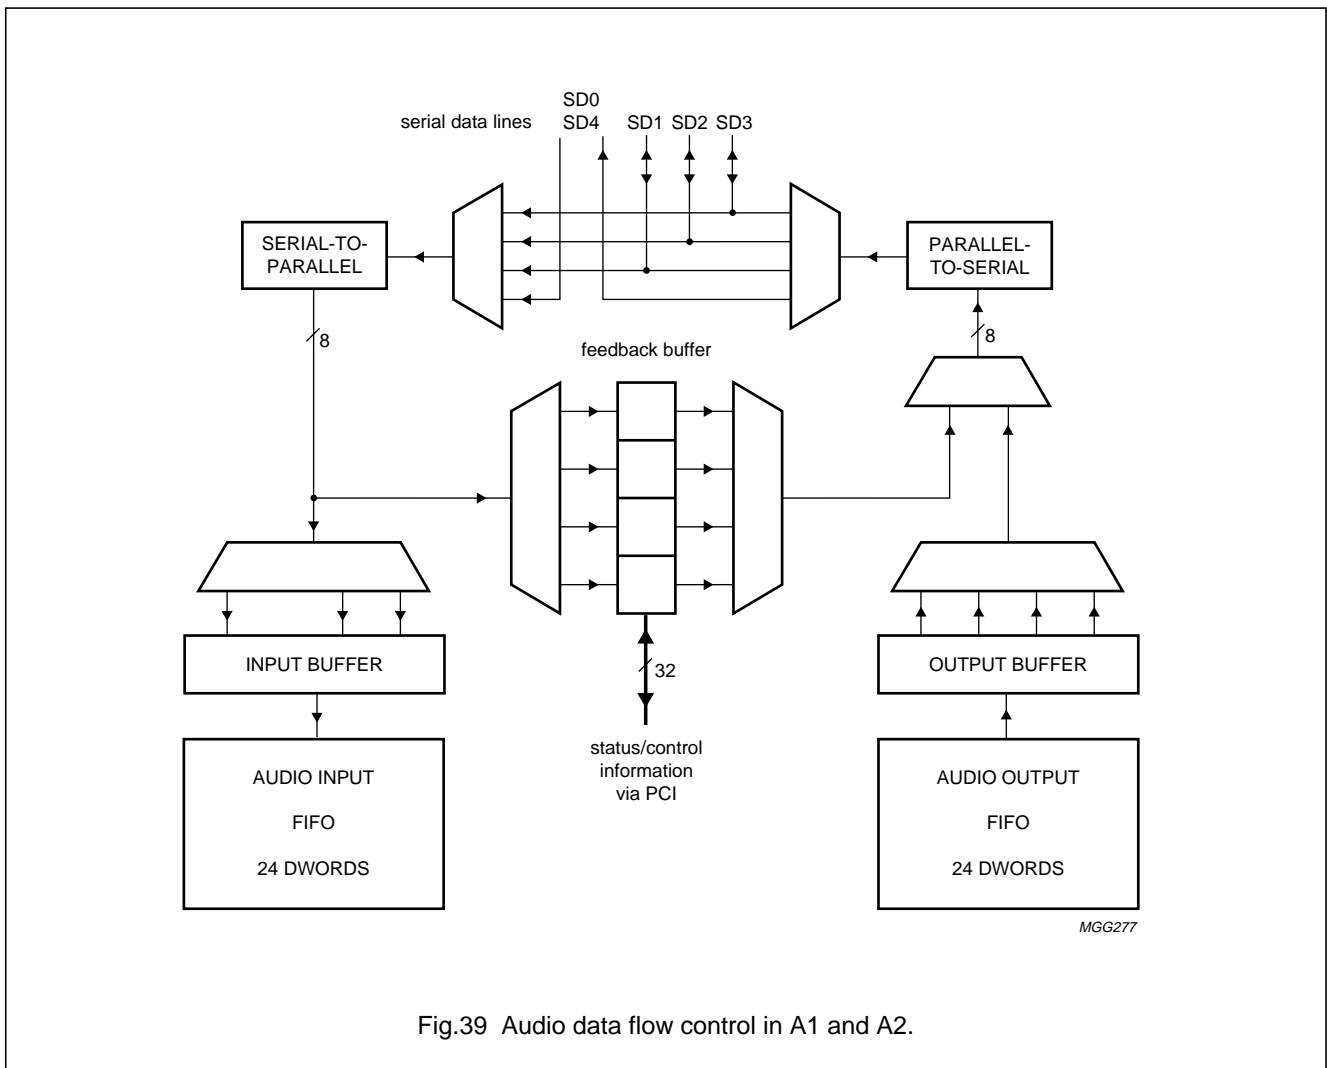 SD0
serial data lines SD4 SD1 SD2 SD3
SERIAL-TO-
PARALLEL
PARALLEL-
TO-SERIAL
8
8
feedback buffer
INPUT BUFFER
32
OUTPUT BUFFER
status/control
information
via PCI
AUDIO INPUT
FIFO
24 DWORDS
AUDIO OUTPUT
FIFO
24 DWORDS
MGG277
Fig.39 Audio data flow control in A1 and A2.